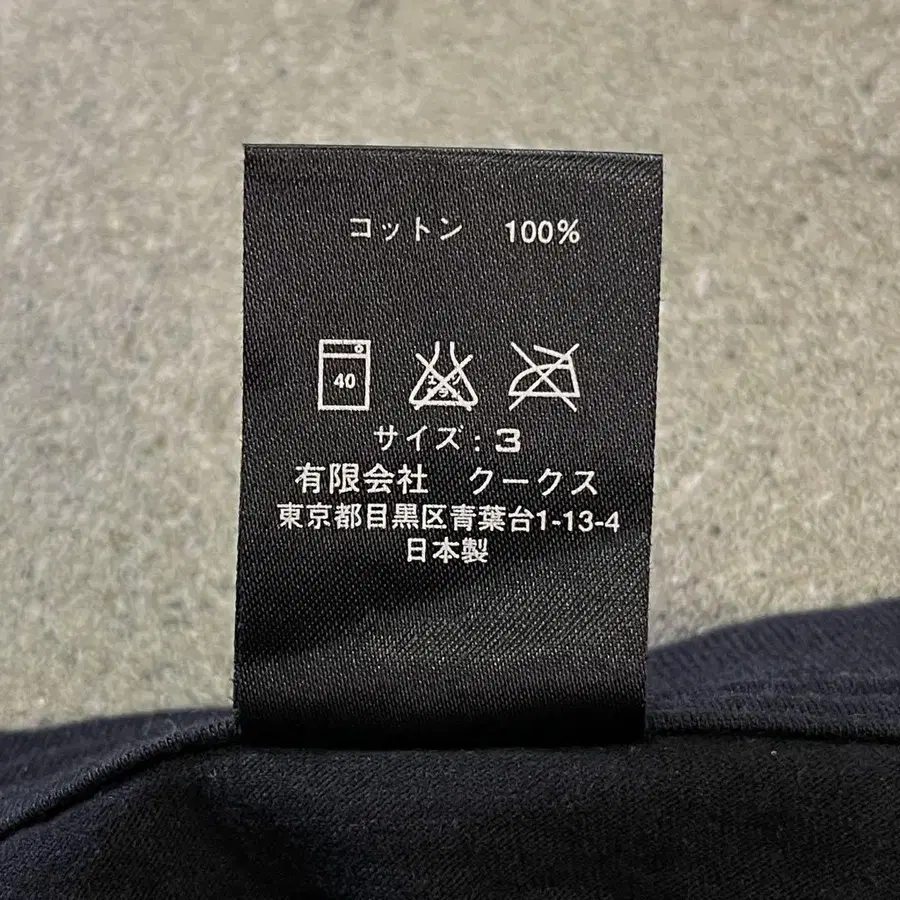 コットン 100%
40
サイズ : 3
有限会社 クークス
東京都目黒区青葉台1-13-4
日本製